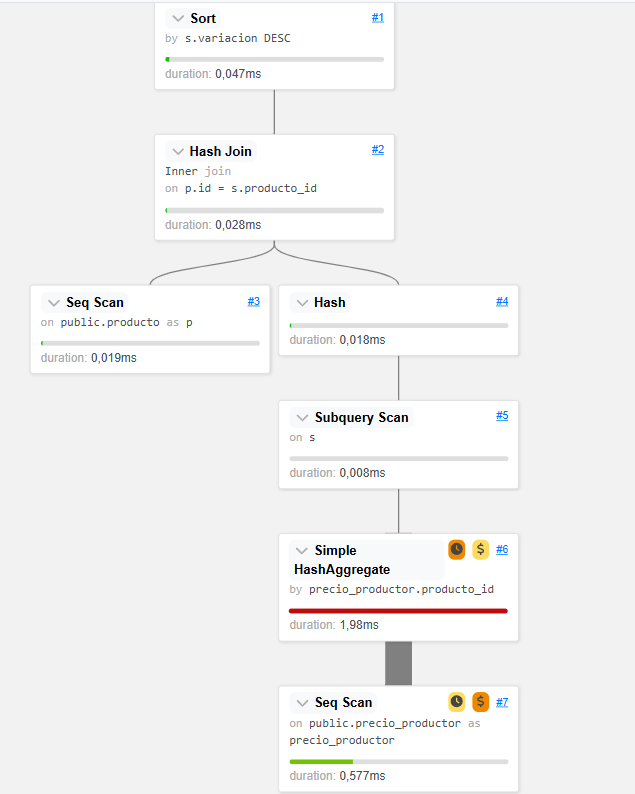 Sort #1
by s.variacion DESC
duration: 0,047ms
Hash Join #2
Inner join
on p.id = s.producto_id
duration: 0,028ms
Seq Scan #3
on public.producto as p
duration: 0,019ms
Hash #4
duration: 0,018ms
Subquery Scan #5
on s
duration: 0,008ms
Simple $ #6
HashAggregate
by precio_productor.producto_id
duration: 1,98ms
Seq Scan $ #7
on public.precio_productor as
precio_productor
duration: 0,577ms